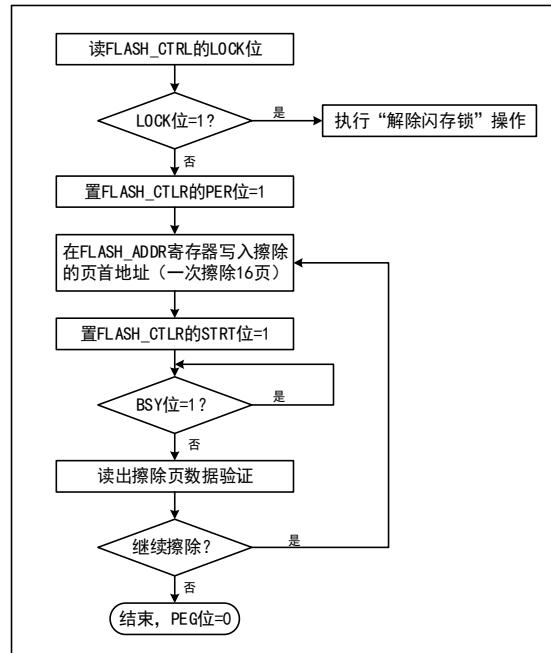 读FLASH_CTRL的LOCK位
LOCK位=1?
是
执行“解除闪存锁”操作
否
置FLASH_CTLR的PER位=1
在FLASH_ADDR寄存器写入擦除
的页首地址（一次擦除16页）
置FLASH_CTLR的STRT位=1
BSY位=1?
是
否
读出擦除页数据验证
继续擦除?
是
否
结束，PEG位=0